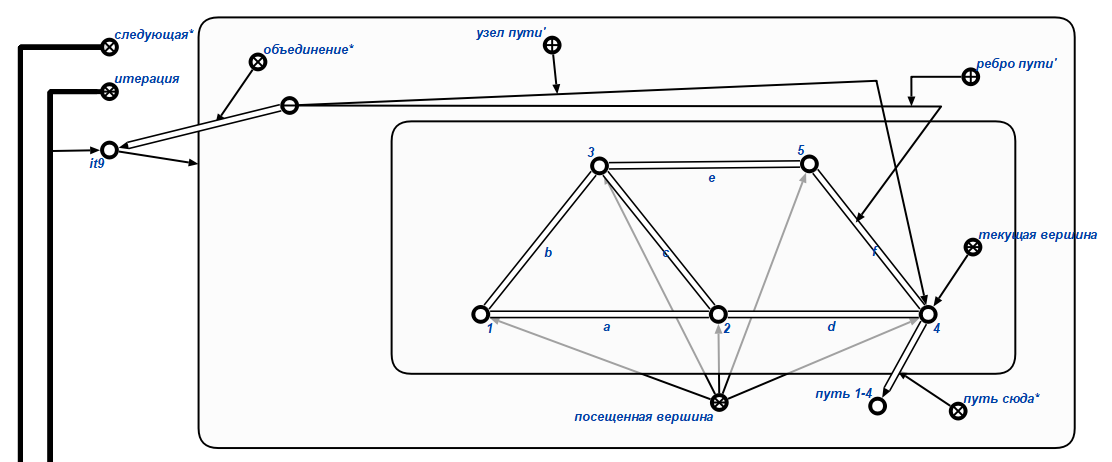 следующая*
узел пути'
объединение*
ребро пути'
итерация
3
5
it9
e
текущая вершина
b
c
f
1
a
2
d
4
путь 1-4
путь сюда*
посещенная вершина